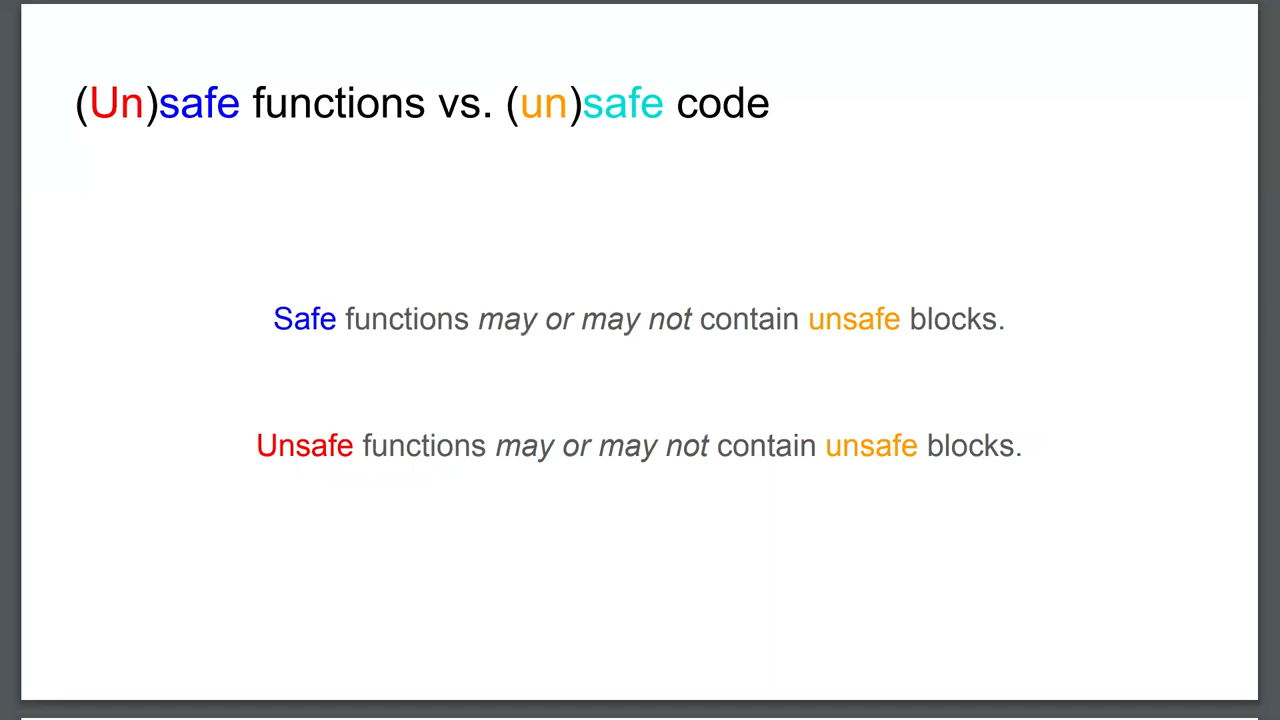 (Un)safe functions vs. (un)safe code
Safe functions may or may not contain unsafe blocks.
Unsafe functions may or may not contain unsafe blocks.